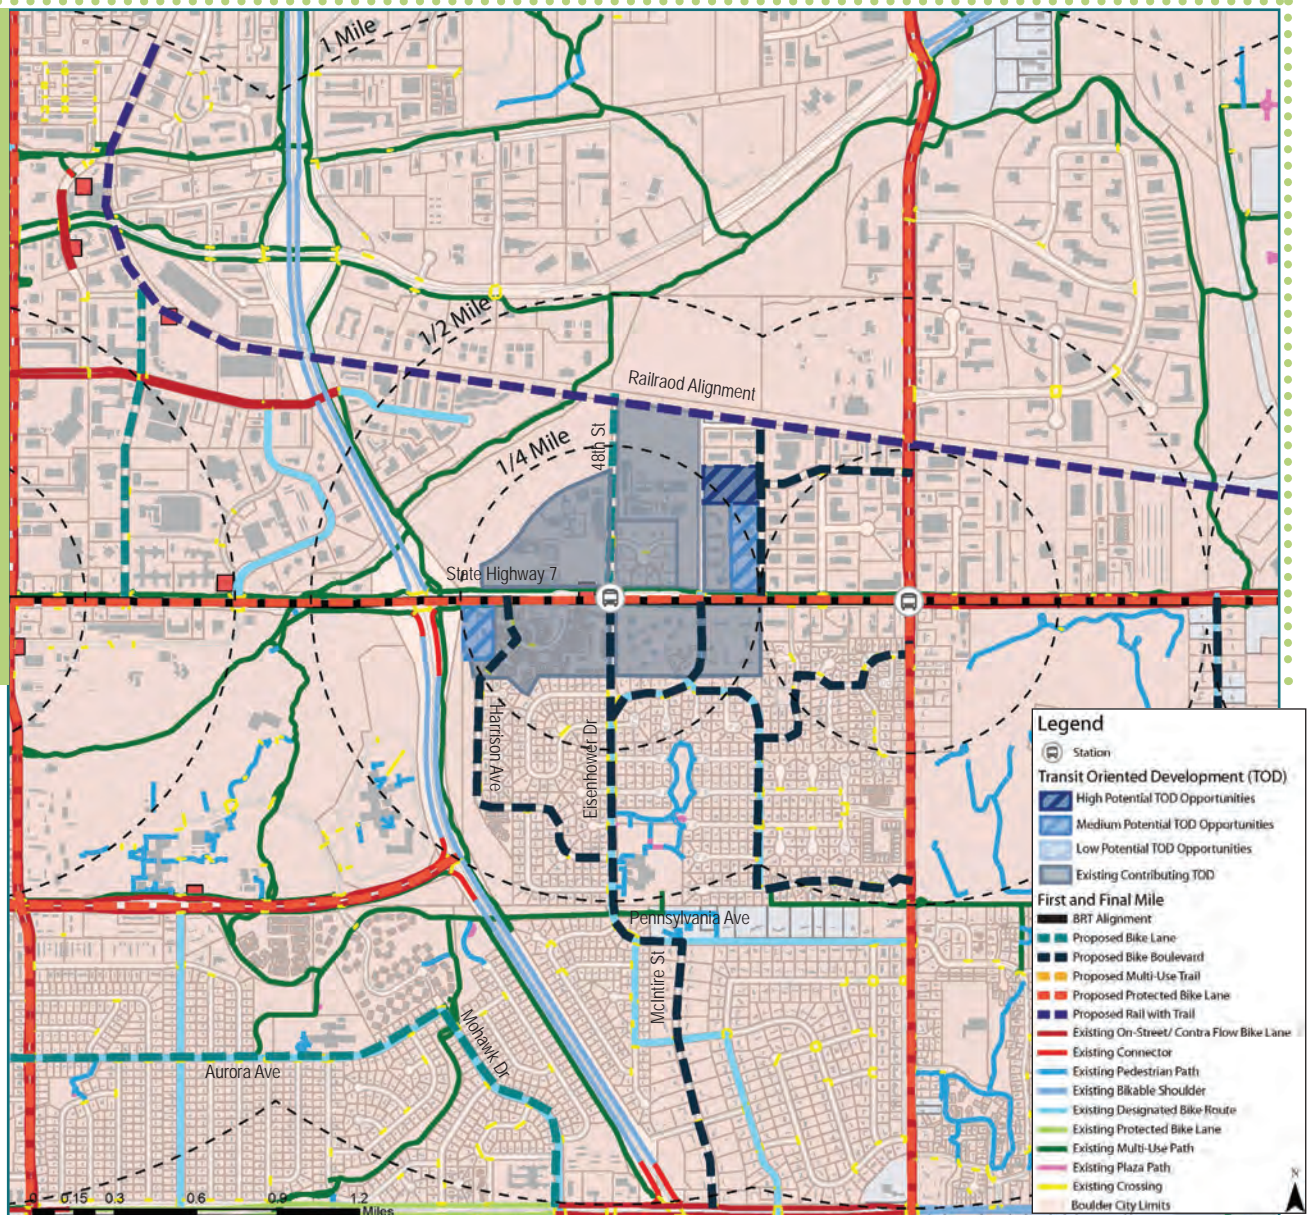 1 Mile
1/2 Mile
Railraod Alignment
1/4 Mile
48th St
State Highway 7
Harrison Ave
Eisenhower Dr
Pennsylvania Ave
McIntire St
Mohawk Dr
Aurora Ave
0 0.15 0.3 0.6 0.9 1.2
Miles
Legend
Station
Transit Oriented Development (TOD)
High Potential TOD Opportunities
Medium Potential TOD Opportunities
Low Potential TOD Opportunities
Existing Contributing TOD
First and Final Mile
BRT Alignment
Proposed Bike Lane
Proposed Bike Boulevard
Proposed Multi-Use Trail
Proposed Protected Bike Lane
Proposed Rail with Trail
Existing On-Street/ Contra Flow Bike Lane
Existing Connector
Existing Pedestrian Path
Existing Bikable Shoulder
Existing Designated Bike Route
Existing Protected Bike Lane
Existing Multi-Use Path
Existing Plaza Path
Existing Crossing
Boulder City Limits
N